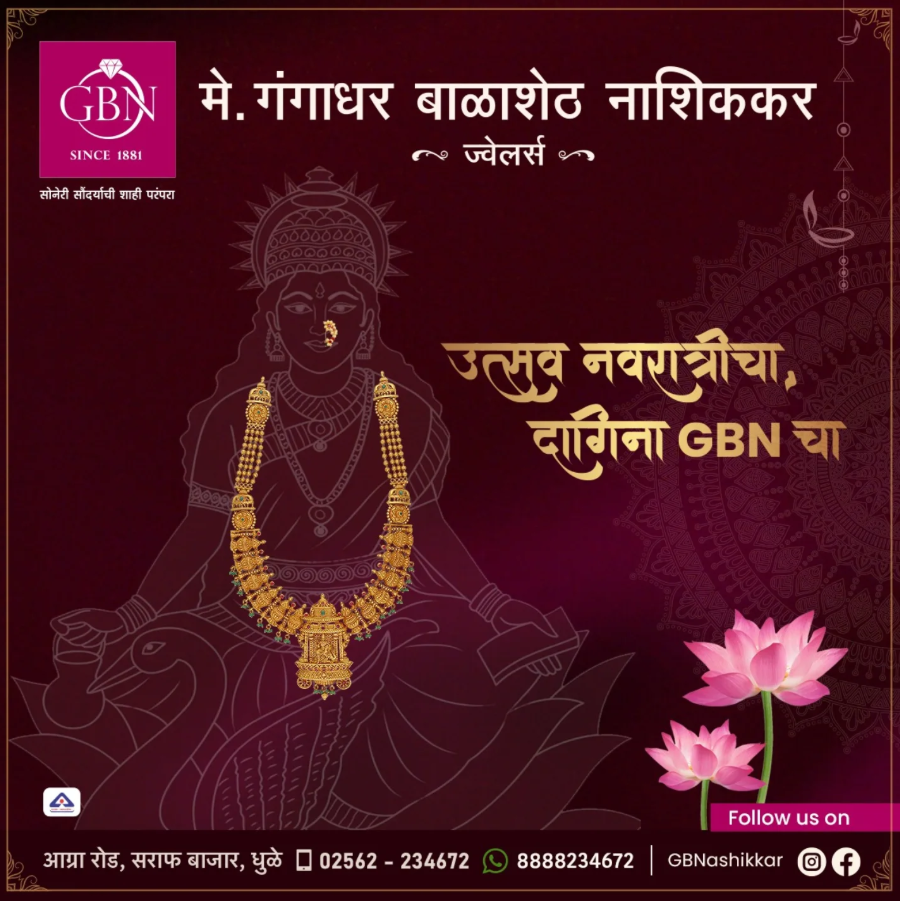 GBN
SINCE 1881
सोनेरी सौंदर्याची शाही परंपरा
मे. गंगाधर बाळाशेठ नाशिककर
ज्वेलर्स
उत्सव नवरात्रीचा,
दागिना GBN चा
Follow us on
आग्रा रोड, सराफ बाजार, धुळे 02562 - 234672 8888234672 GBNashikkar